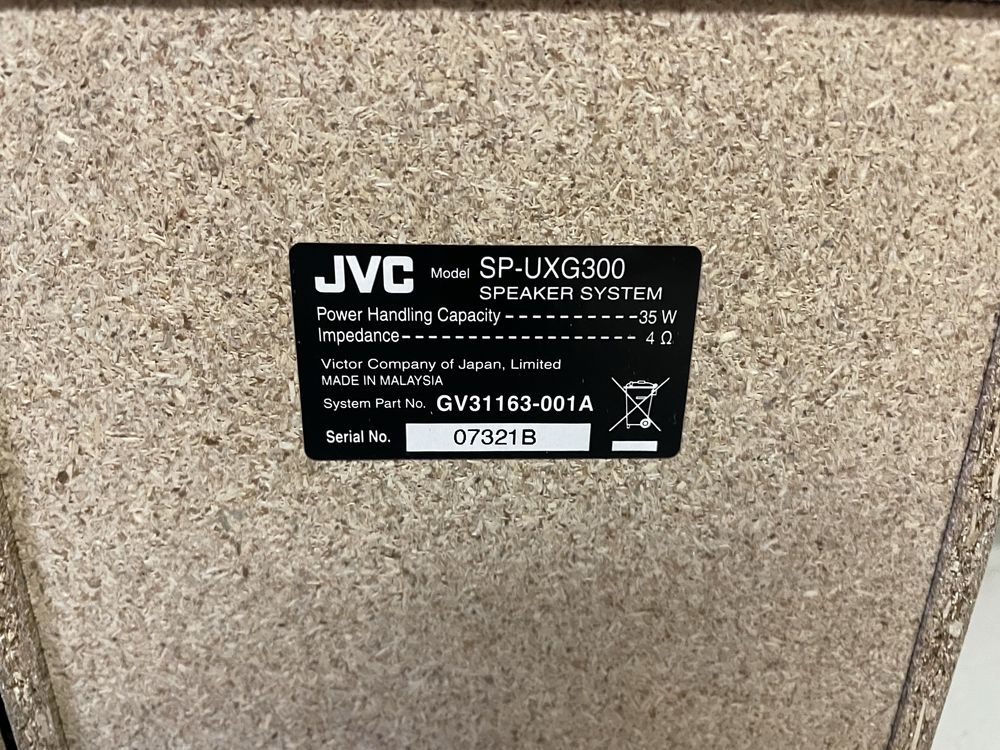 JVC Model SP-UXG300
SPEAKER SYSTEM
Power Handling Capacity - - - - - - - - - - - 35 W
Impedance - - - - - - - - - - - - - - - - - - - 4 Ω
Victor Company of Japan, Limited
MADE IN MALAYSIA
System Part No. GV31163-001A
Serial No. 07321B